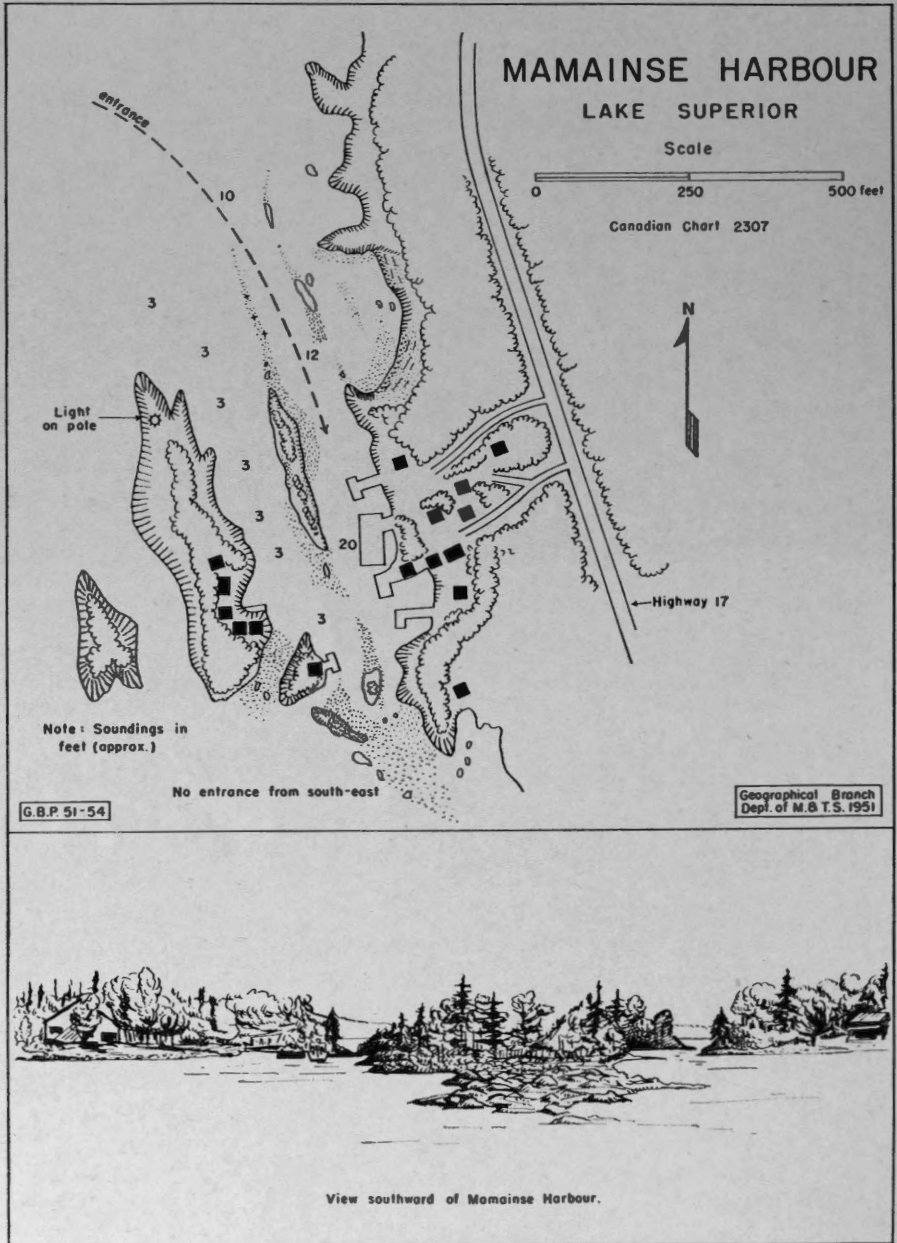 MAMAINSE HARBOUR
LAKE SUPERIOR
Scale
0 250 500 feet
Canadian Chart 2307
N
entrance
10
3
12
3
3
Light
on pole
3
3
20
3
3
Highway 17
Note: Soundings in
feet (approx.)
No entrance from south-east
G.B.P. 51-54
Geographical Branch
Dept. of M.& T.S. 1951
View southward of Mamainse Harbour.